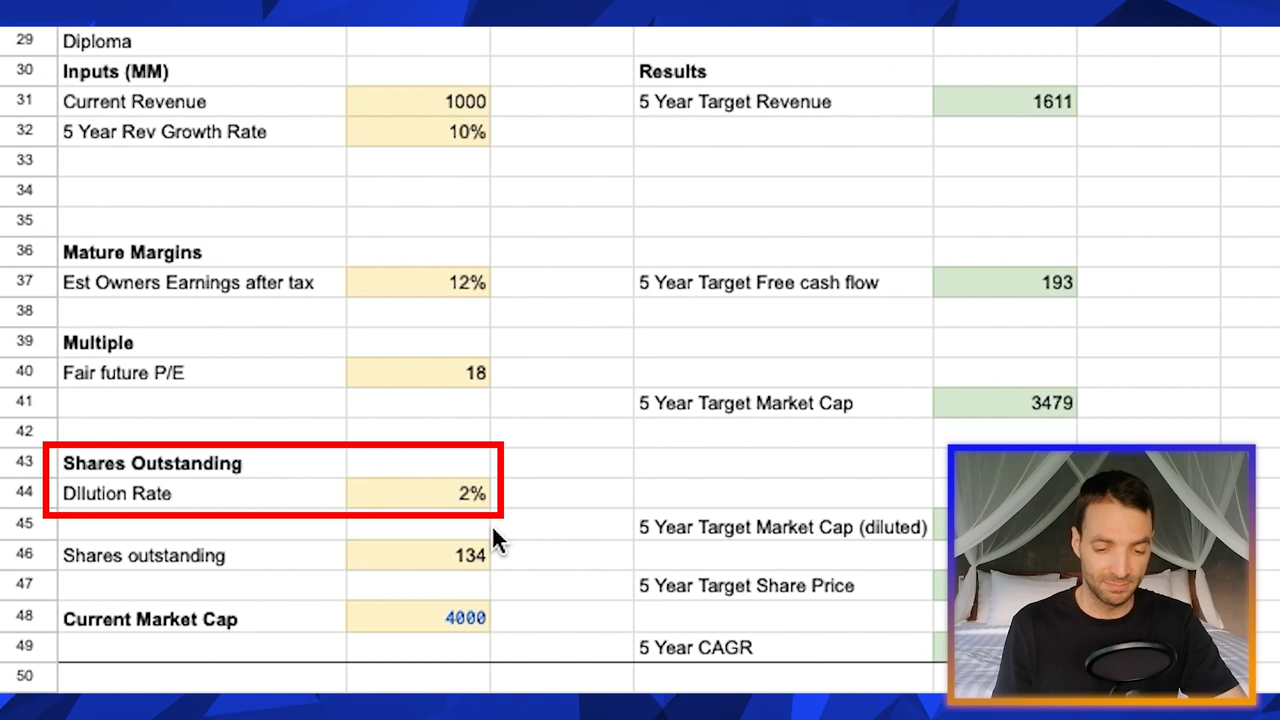 29 Diploma
30 Inputs (MM) Results
31 Current Revenue 1000 5 Year Target Revenue 1611
32 5 Year Rev Growth Rate 10%
33
34
35
36 Mature Margins
37 Est Owners Earnings after tax 12% 5 Year Target Free cash flow 193
38
39 Multiple
40 Fair future P/E 18
41 5 Year Target Market Cap 3479
42
43 Shares Outstanding
44 DIlution Rate 2%
45 5 Year Target Market Cap (diluted)
46 Shares outstanding 134
47 5 Year Target Share Price
48 Current Market Cap 4000
49 5 Year CAGR
50